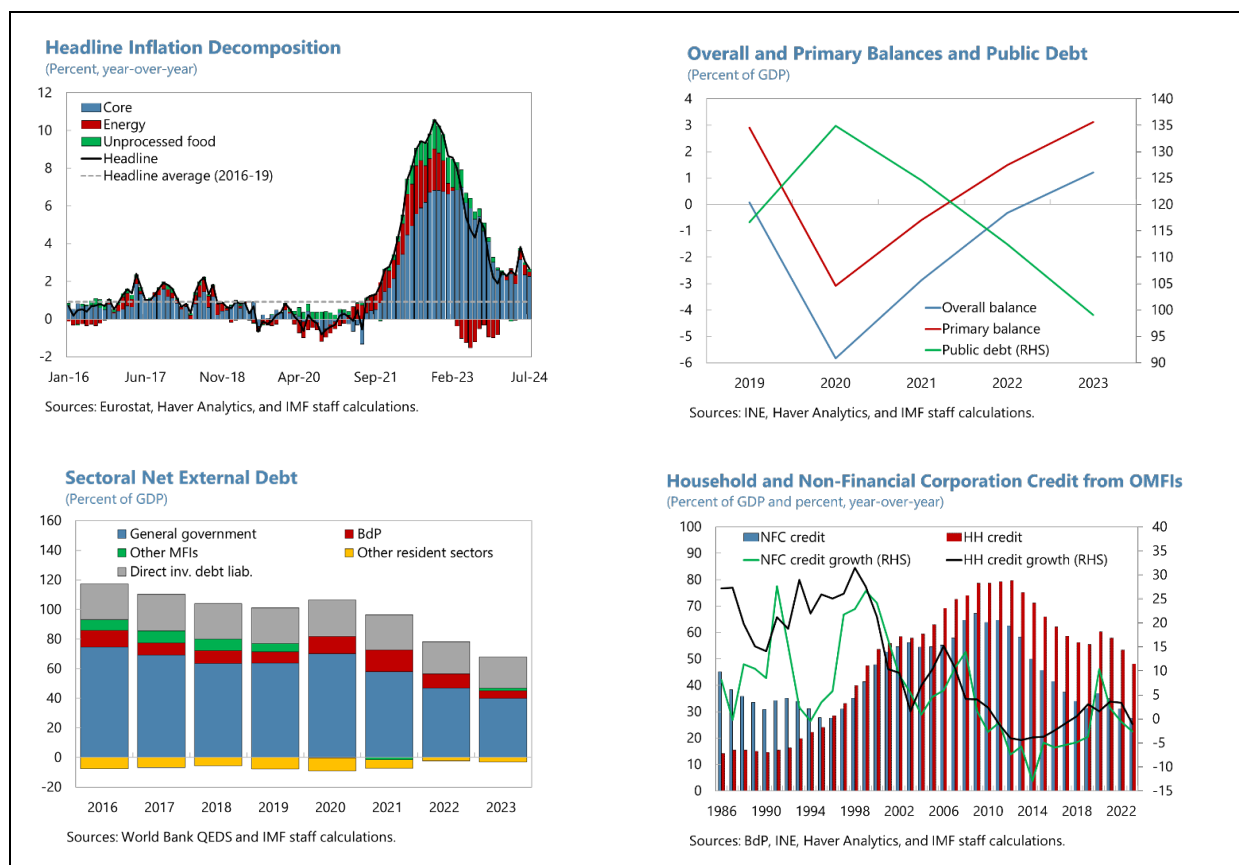 Headline Inflation Decomposition
(Percent, year-over-year)
12
10
8
6
4
2
0
-2
Core
Energy
Unprocessed food
Headline
Headline average (2016-19)
Jan-16 Jun-17 Nov-18 Apr-20 Sep-21 Feb-23 Jul-24
Sources: Eurostat, Haver Analytics, and IMF staff calculations.
Overall and Primary Balances and Public Debt
(Percent of GDP)
4
3
2
1
0
-1
-2
-3
-4
-5
-6
140
135
130
125
120
115
110
105
100
95
90
Overall balance
Primary balance
Public debt (RHS)
2019 2020 2021 2022 2023
Sources: INE, Haver Analytics, and IMF staff calculations.
Sectoral Net External Debt
(Percent of GDP)
160
140
120
100
80
60
40
20
0
-20
General government BdP
Other MFIs Other resident sectors
Direct inv. debt liab.
2016 2017 2018 2019 2020 2021 2022 2023
Sources: World Bank QEDS and IMF staff calculations.
Household and Non-Financial Corporation Credit from OMFIs
(Percent of GDP and percent, year-over-year)
100
90
80
70
60
50
40
30
20
10
0
40
35
30
25
20
15
10
5
0
-5
-10
-15
NFC credit HH credit
NFC credit growth (RHS) HH credit growth (RHS)
1986 1990 1994 1998 2002 2006 2010 2014 2018 2022
Sources: BdP, INE, Haver Analytics, and IMF staff calculations.